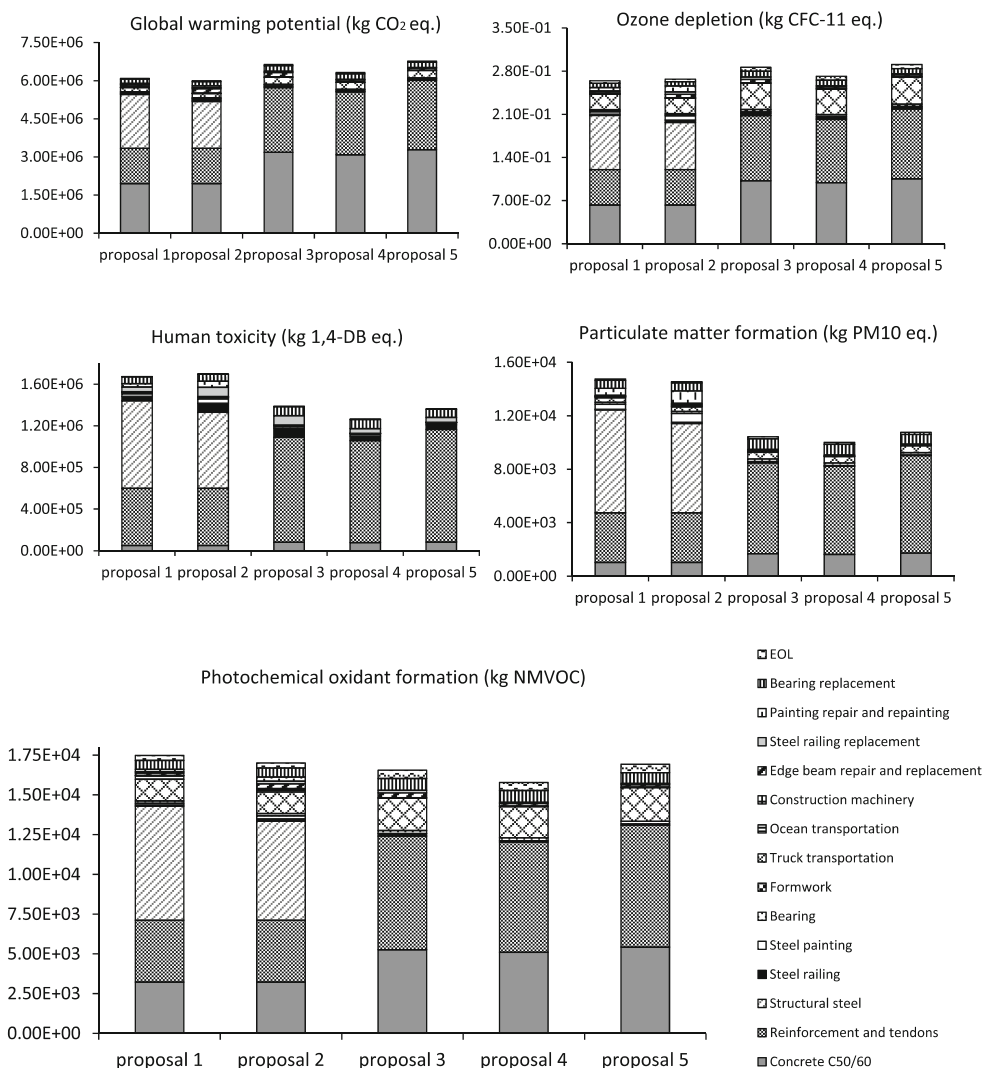 Global warming potential (kg CO2 eq.)
7.50E+06
6.00E+06
4.50E+06
3.00E+06
1.50E+06
0.00E+00
proposal 1 proposal 2 proposal 3 proposal 4 proposal 5
Ozone depletion (kg CFC-11 eq.)
3.50E-01
2.80E-01
2.10E-01
1.40E-01
7.00E-02
0.00E+00
proposal 1 proposal 2 proposal 3 proposal 4 proposal 5
Human toxicity (kg 1,4-DB eq.)
1.60E+06
1.20E+06
8.00E+05
4.00E+05
0.00E+00
proposal 1 proposal 2 proposal 3 proposal 4 proposal 5
Particulate matter formation (kg PM10 eq.)
1.60E+04
1.20E+04
8.00E+03
4.00E+03
0.00E+00
proposal 1 proposal 2 proposal 3 proposal 4 proposal 5
Photochemical oxidant formation (kg NMVOC)
1.75E+04
1.50E+04
1.25E+04
1.00E+04
7.50E+03
5.00E+03
2.50E+03
0.00E+00
proposal 1 proposal 2 proposal 3 proposal 4 proposal 5
EOL
Bearing replacement
Painting repair and repainting
Steel railing replacement
Edge beam repair and replacement
Construction machinery
Ocean transportation
Truck transportation
Formwork
Bearing
Steel painting
Steel railing
Structural steel
Reinforcement and tendons
Concrete C50/60